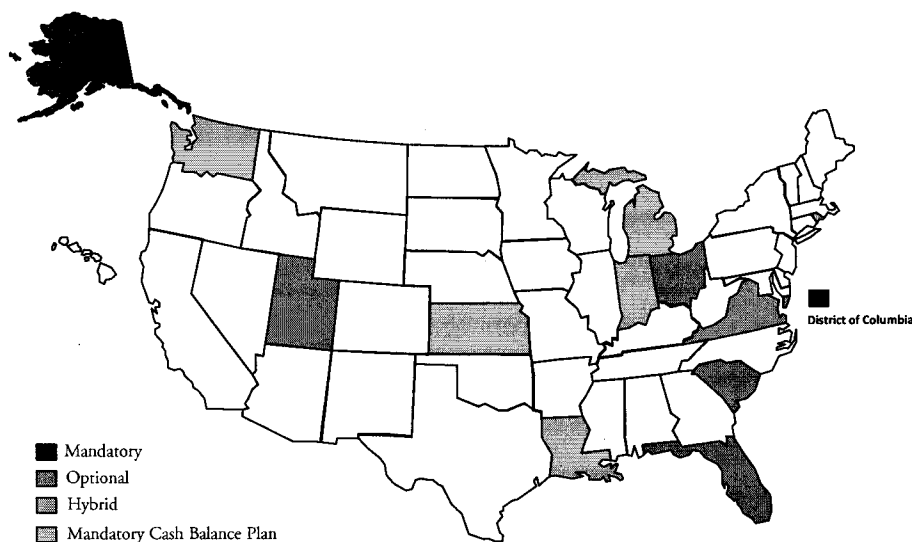 District of Columbia
Mandatory
Optional
Hybrid
Mandatory Cash Balance Plan